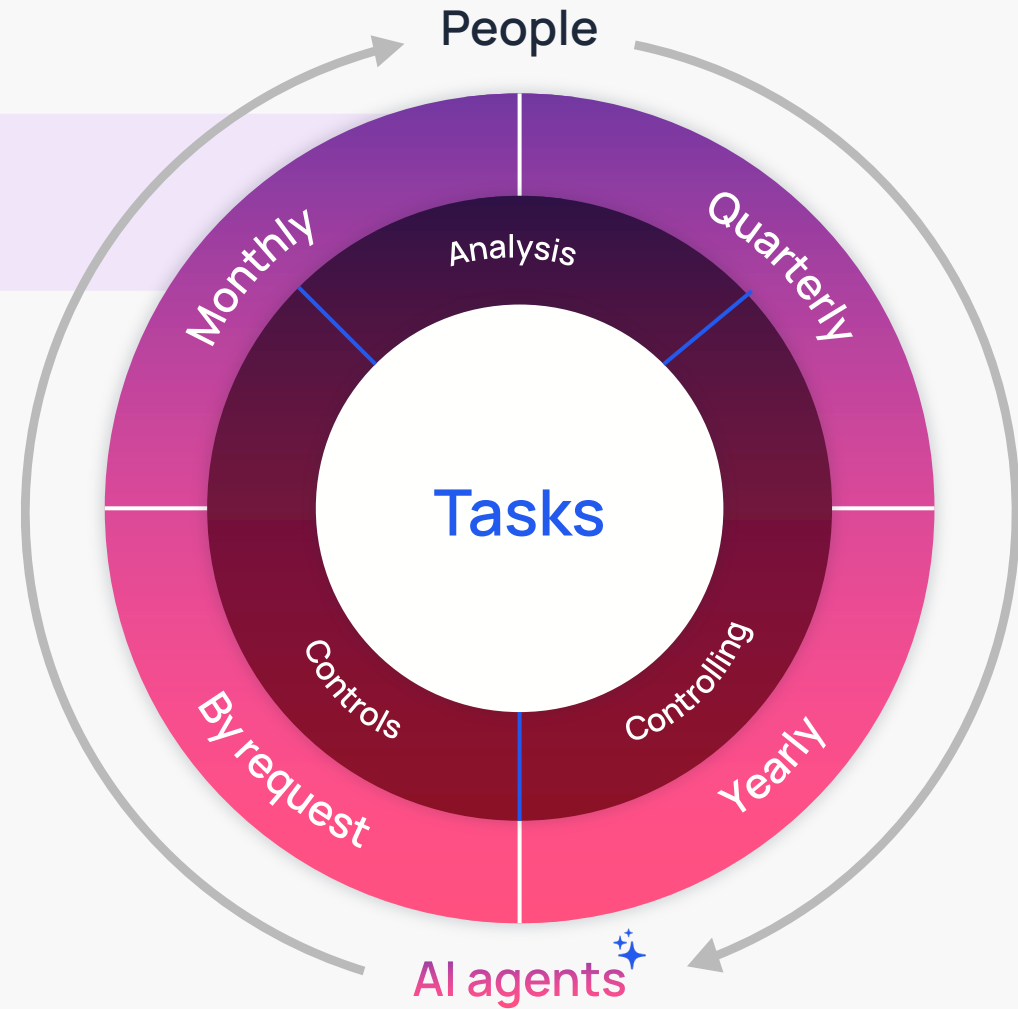 People
Monthly
Quarterly
Analysis
Tasks
Controls
Controlling
By request
Yearly
AI agents